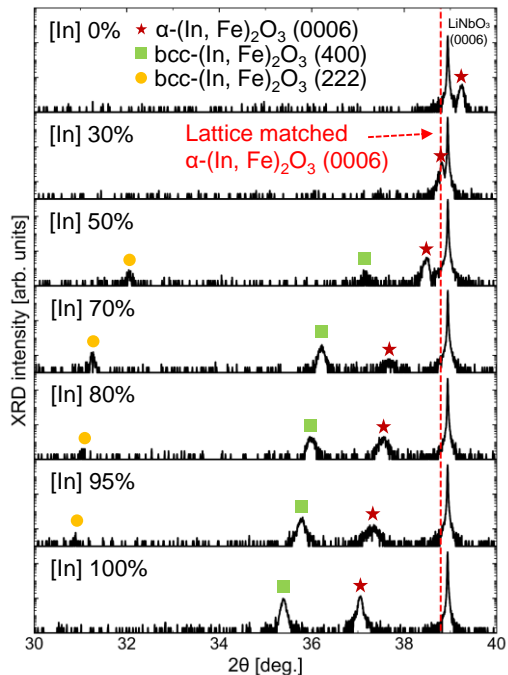 [In] 0%
★ α-(In, Fe)₂O₃ (0006)
bcc-(In, Fe)₂O₃ (400)
bcc-(In, Fe)₂O₃ (222)
LiNbO₃
(0006)
[In] 30%
Lattice matched
α-(In, Fe)₂O₃ (0006)
[In] 50%
[In] 70%
[In] 80%
[In] 95%
[In] 100%
XRD intensity [arb. units]
30 32 34 36 38 40
2θ [deg.]